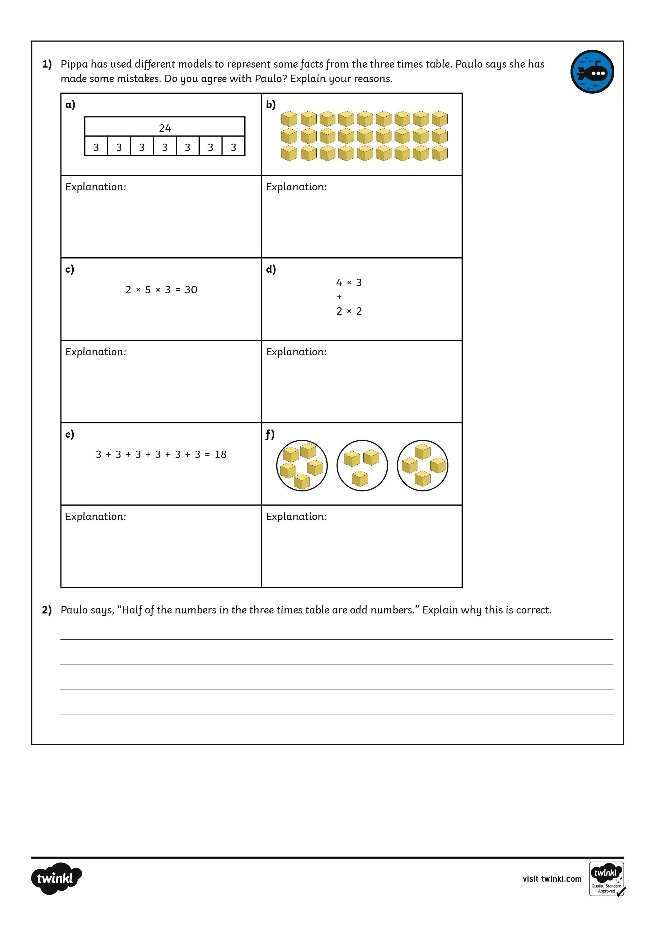 1) Pippa has used different models to represent some facts from the three times table. Paulo says she has
made some mistakes. Do you agree with Paulo? Explain your reasons.
a)
24
3 3 3 3 3 3 3
b)
Explanation:
Explanation:
c)
2 × 5 × 3 = 30
d)
4 × 3
+
2 × 2
Explanation:
Explanation:
e)
3 + 3 + 3 + 3 + 3 + 3 = 18
f)
Explanation:
Explanation:
2) Paulo says, “Half of the numbers in the three times table are odd numbers.” Explain why this is correct.
twinkl
visit twinkl.com
twinkl
Quality Standard
Approved